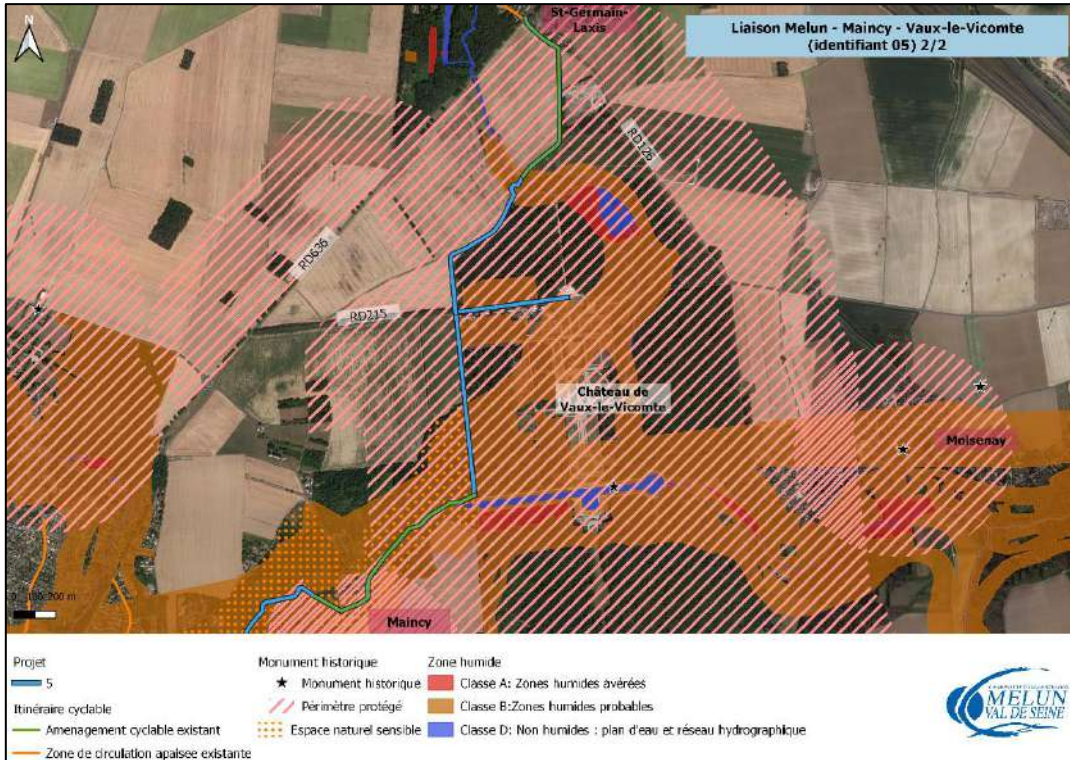 Liaison Melun - Maincy - Vaux-le-Vicomte
(identifiant 05) 2/2
N
St-Germain-
Laxis
RD126
RD636
RD215
Château de
Vaux-le-Vicomte
Moisenay
Maincy
Projet
5
Itinéraire cyclable
Aménagement cyclable existant
Zone de circulation apaisée existante
Monument historique
Monument historique
Périmètre protégé
Espace naturel sensible
Zone humide
Classe A: Zones humides avérées
Classe B:Zones humides probables
Classe D: Non humides : plan d'eau et réseau hydrographique
MELUN
VAL DE SEINE